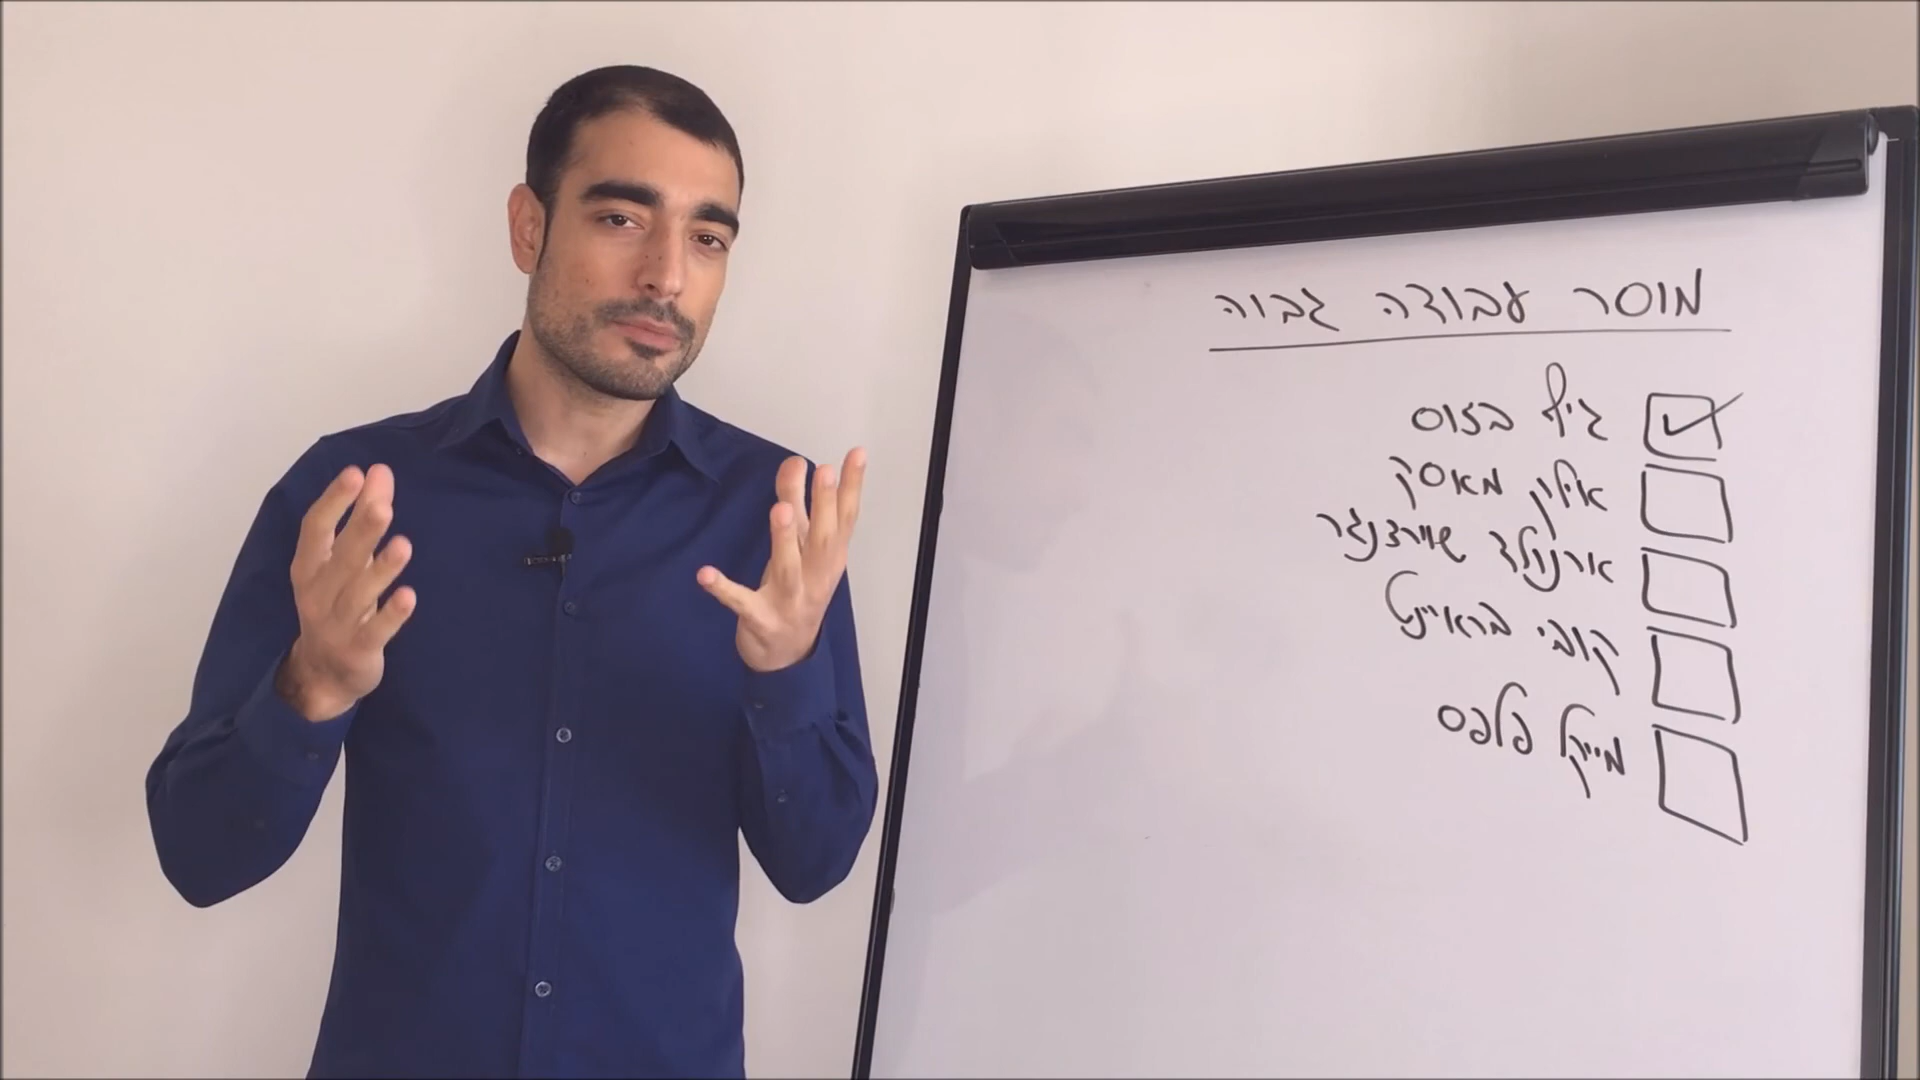 מוסר עבודה גבוה
ג'ף בזוס
אילון מאסק
ארנולד שוורצנגר
קובי בראיינט
מייקל פלפס